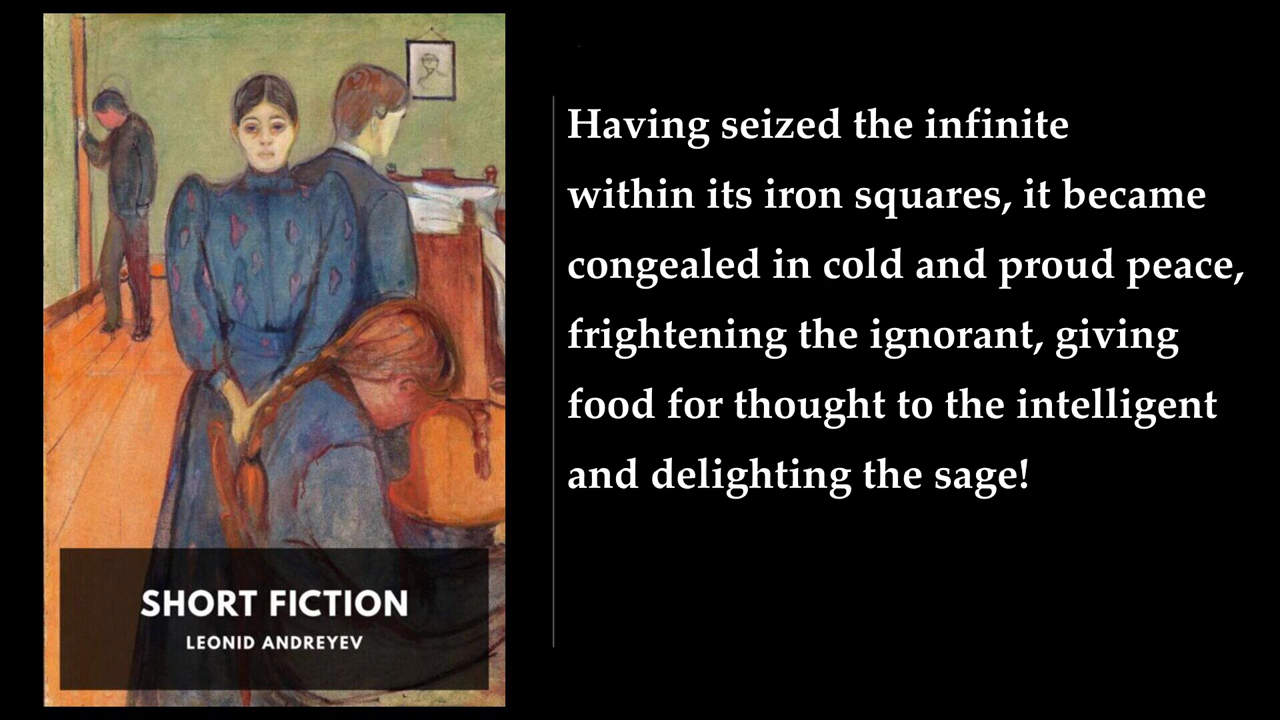 Having seized the infinite
within its iron squares, it became
congealed in cold and proud peace,
frightening the ignorant, giving
food for thought to the intelligent
and delighting the sage!
SHORT FICTION
LEONID ANDREYEV